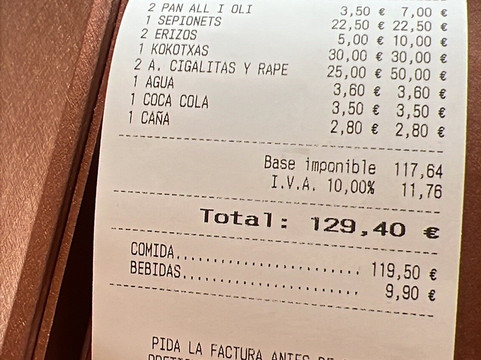 2 PAN ALL I OLI 3,50 € 7,00 €
1 SEPIONETS 22,50 € 22,50 €
2 ERIZOS 5,00 € 10,00 €
1 KOKOTXAS 30,00 € 30,00 €
2 A. CIGALITAS Y RAPE 25,00 € 50,00 €
1 AGUA 3,60 € 3,60 €
1 COCA COLA 3,50 € 3,50 €
1 CAÑA 2,80 € 2,80 €
Base imponible 117,64
I.V.A. 10,00% 11,76
Total: 129,40 €
COMIDA........................ 119,50 €
BEBIDAS....................... 9,90 €
PIDA LA FACTURA ANTES DE